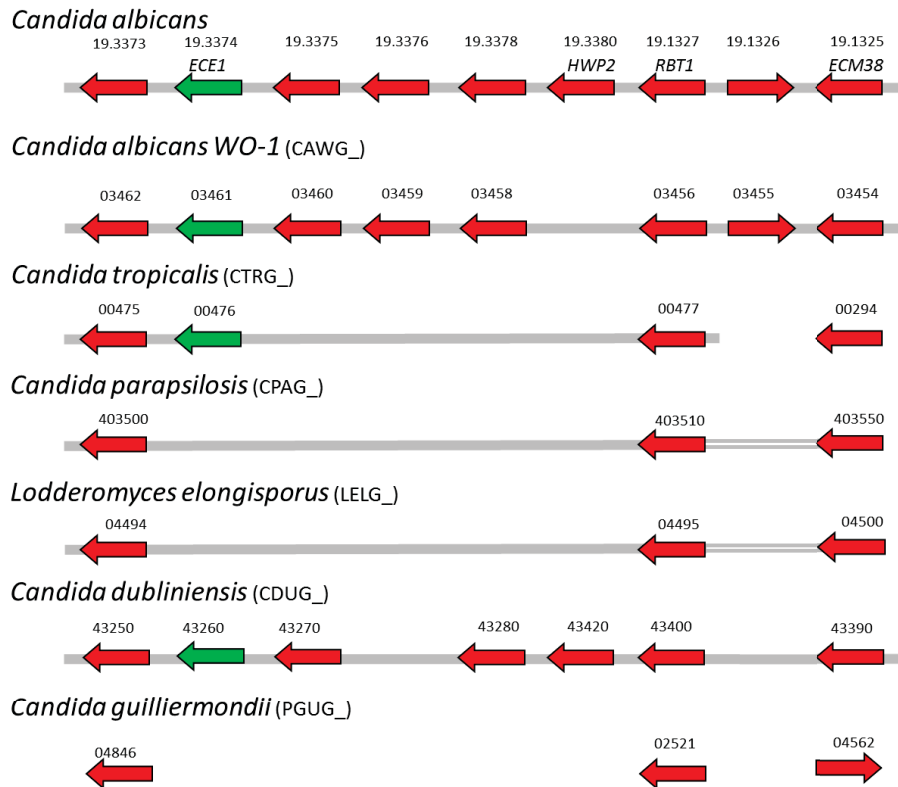 Candida albicans
19.3373 19.3374 19.3375 19.3376 19.3378 19.3380 19.1327 19.1326 19.1325
ECE1 HWP2 RBT1 ECM38
Candida albicans WO-1 (CAWG_)
03462 03461 03460 03459 03458 03456 03455 03454
Candida tropicalis (CTRG_)
00475 00476 00477 00294
Candida parapsilosis (CPAG_)
403500 403510 403550
Lodderomyces elongisporus (LELG_)
04494 04495 04500
Candida dubliniensis (CDUG_)
43250 43260 43270 43280 43420 43400 43390
Candida guilliermondii (PGUG_)
04846 02521 04562